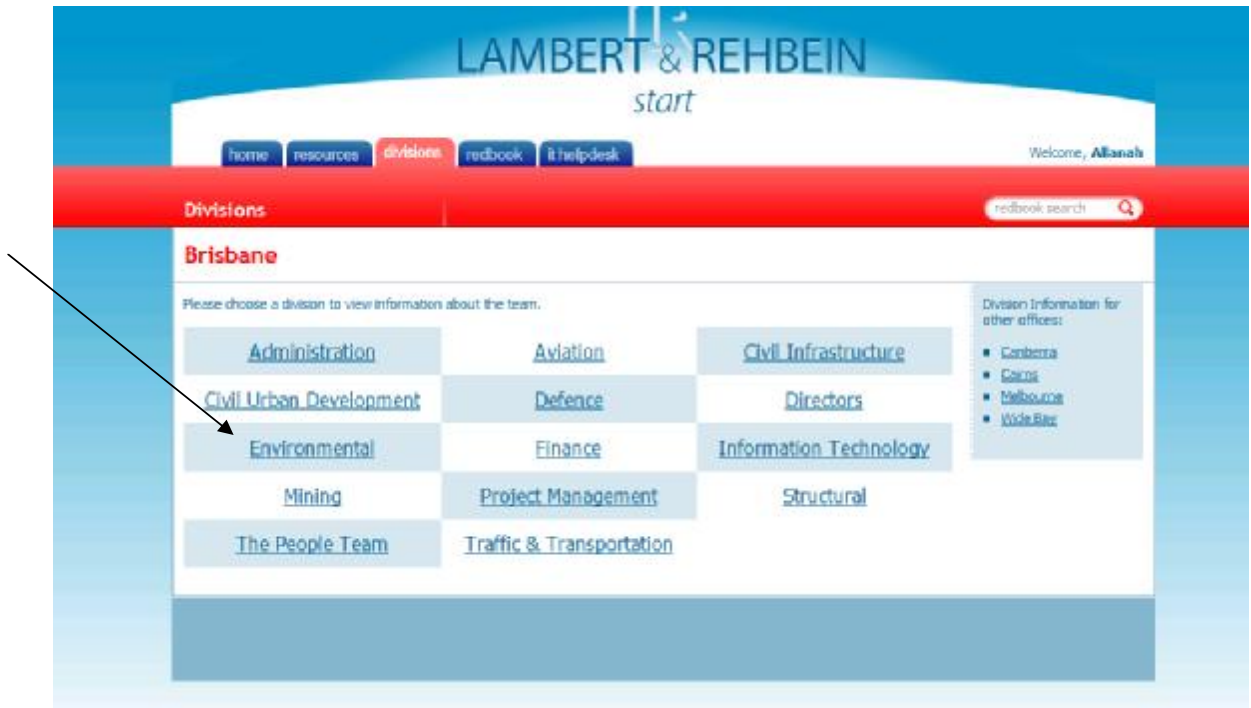 LAMBERT & REHBEIN
start
home resources divisions redbook it helpdesk
Welcome, Allanah
Divisions
redbook search
Brisbane
Please choose a division to view information about the team.
Administration Aviation Civil Infrastructure
Civil Urban Development Defence Directors
Environmental Finance Information Technology
Mining Project Management Structural
The People Team Traffic & Transportation
Division Information for
other offices:
Canberra
Cairns
Melbourne
Wide Bay